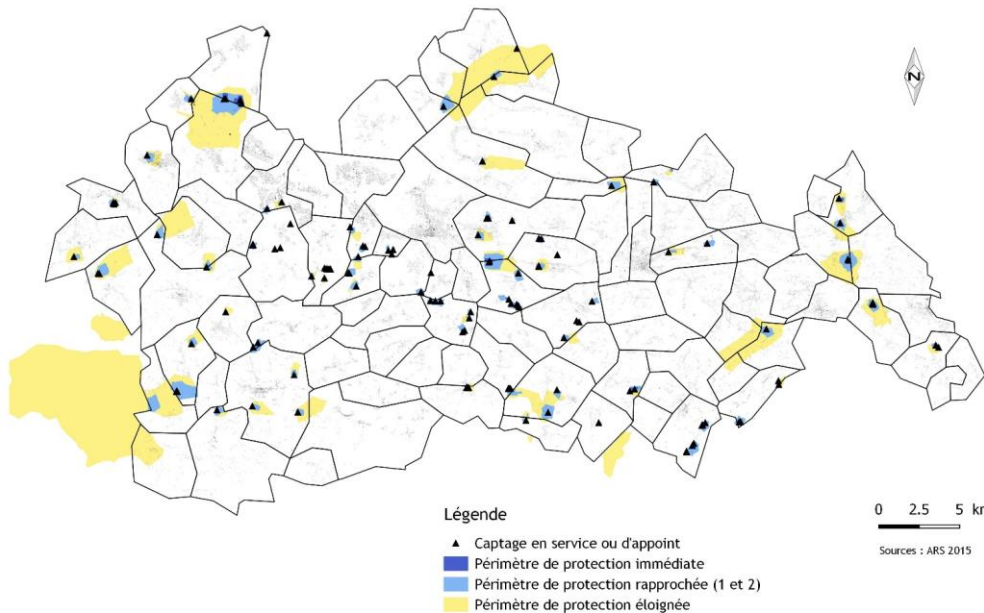 N
Légende
Captage en service ou d'appoint
Périmètre de protection immédiate
Périmètre de protection rapprochée (1 et 2)
Périmètre de protection éloignée
0 2.5 5 km
Sources : ARS 2015